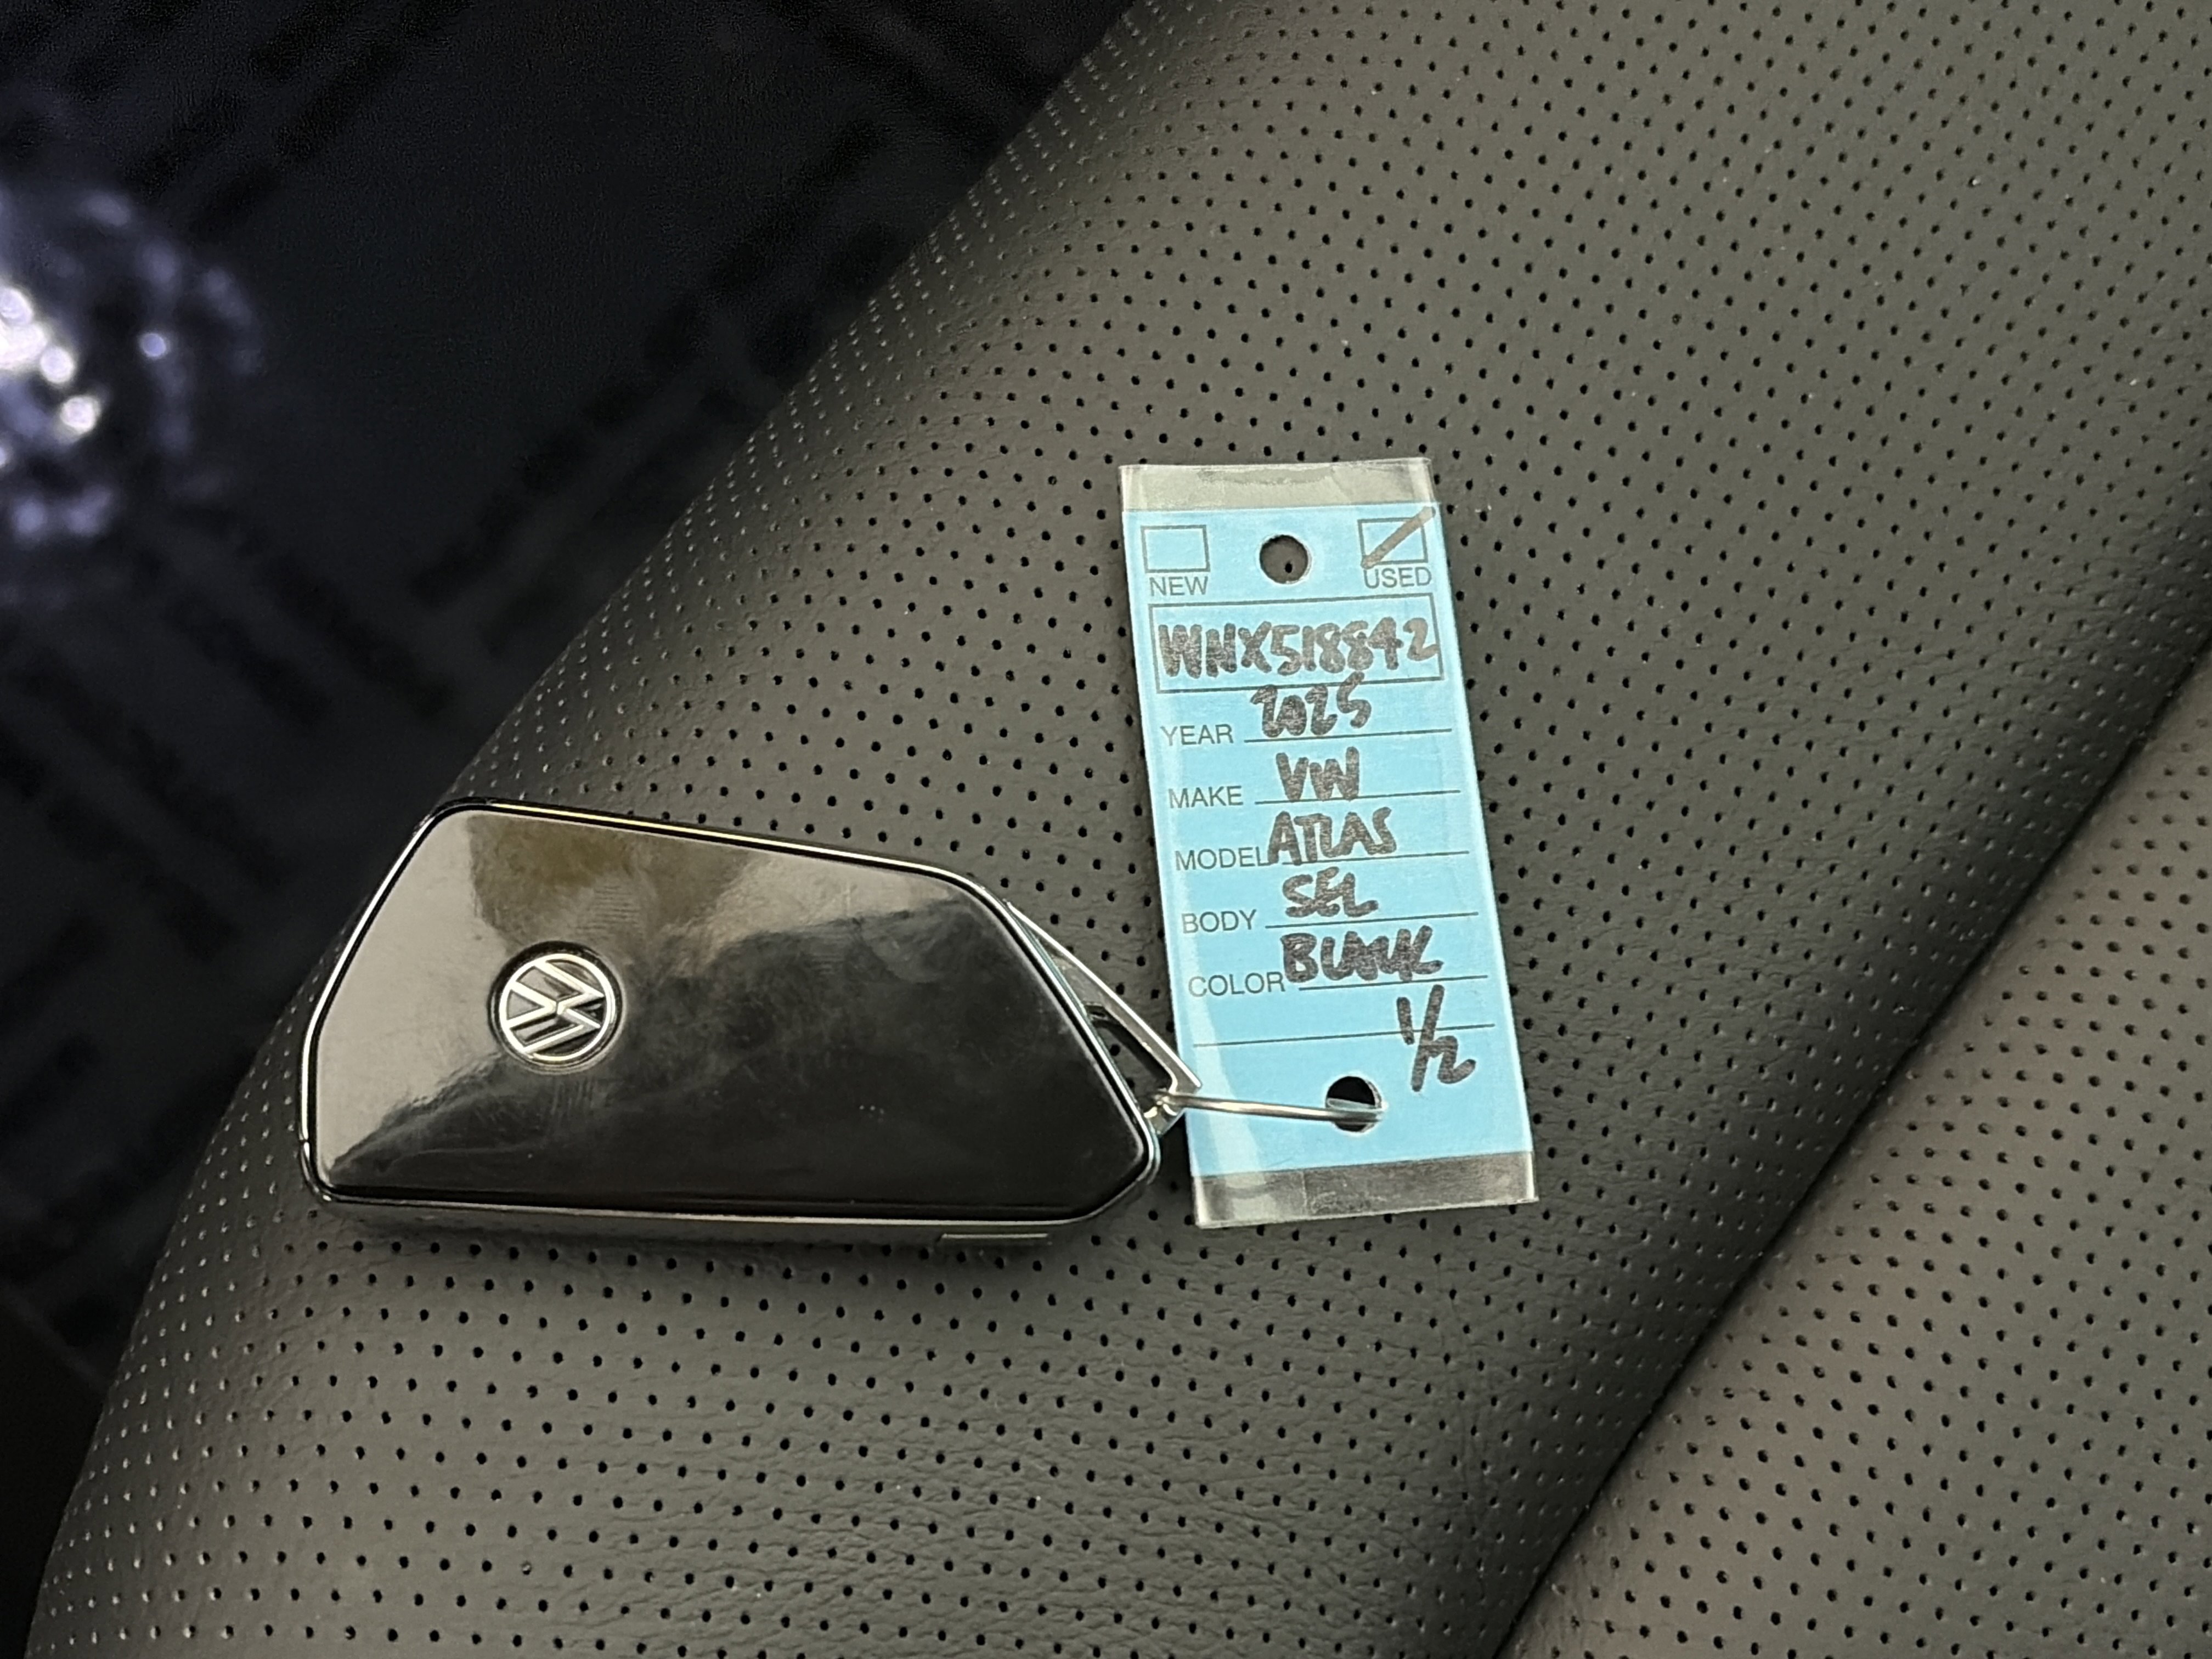 NEW USED
WNX518842
YEAR 2025
MAKE VW
MODEL ATLAS
BODY SEL
COLOR BLACK
1/2